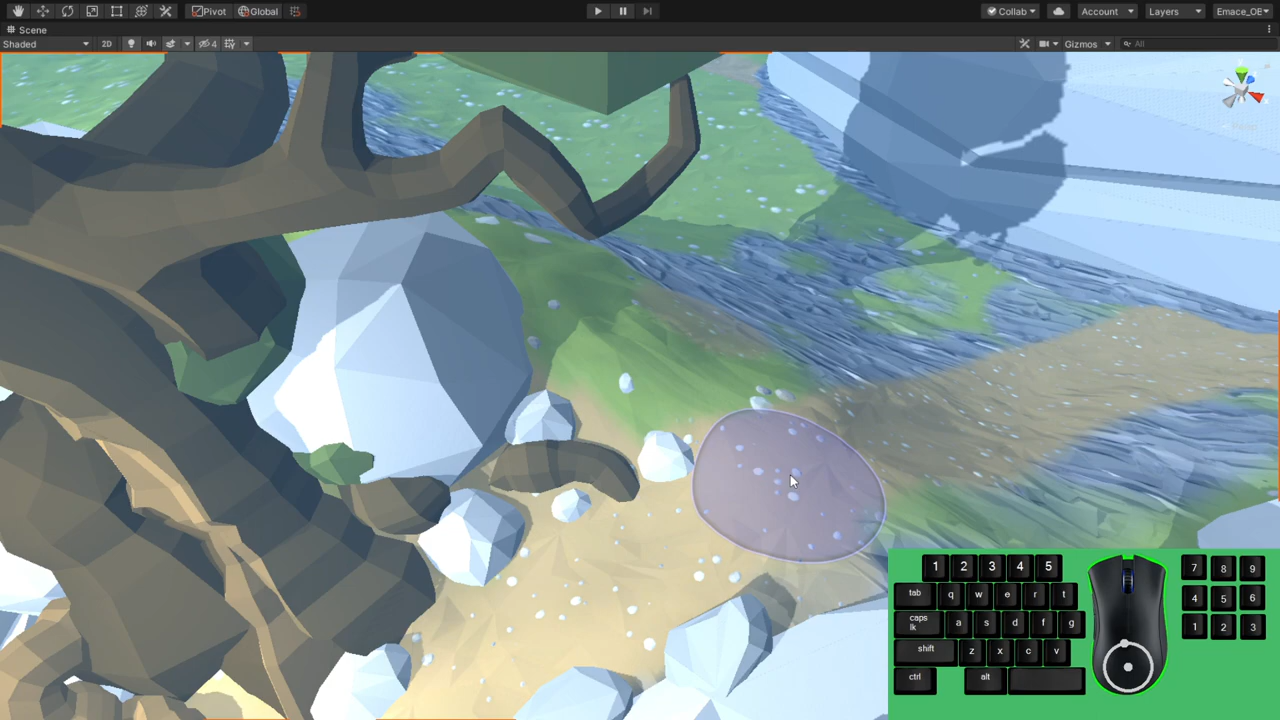 Pivot Global Collab Account Layers Emace_OE
Scene
Shaded 2D 4 Gizmos All
1 2 3 4 5 7 8 9
tab q w e r t 4 5 6
caps lk a s d f g 1 2 3
shift z x c v
ctrl alt